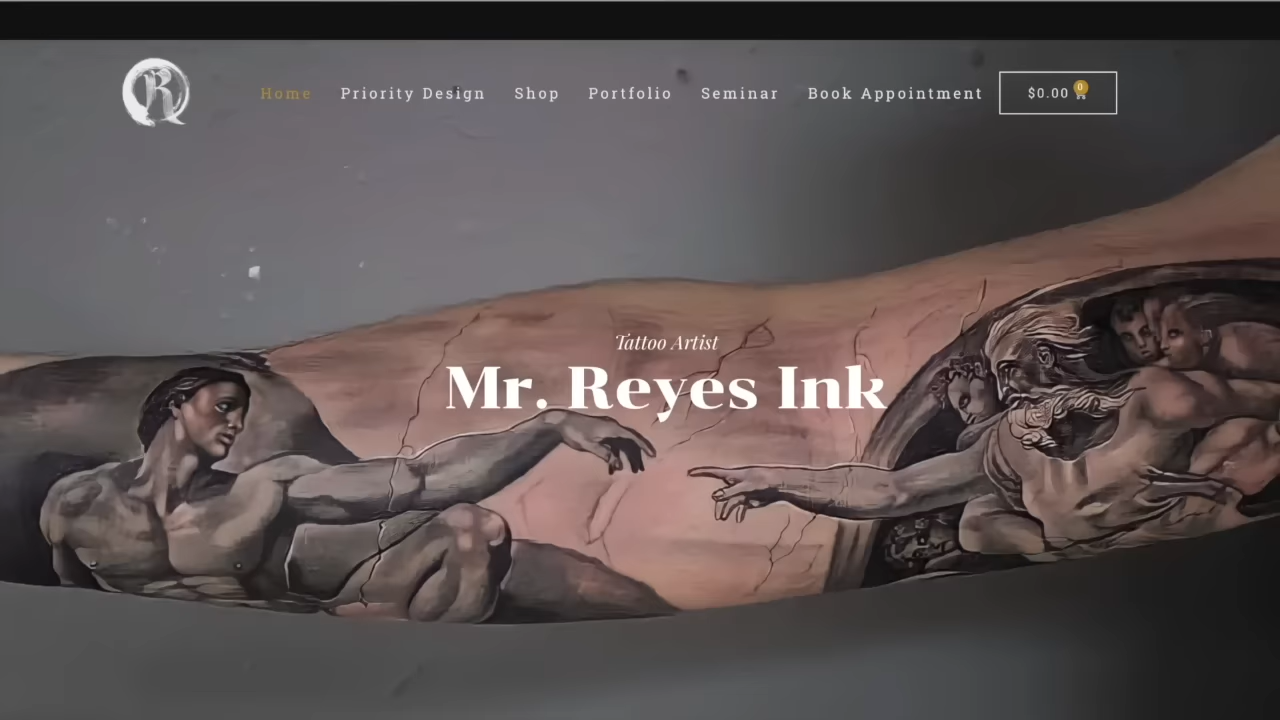 R
Home Priority Design Shop Portfolio Seminar Book Appointment $0.00 0
Tattoo Artist
Mr. Reyes Ink